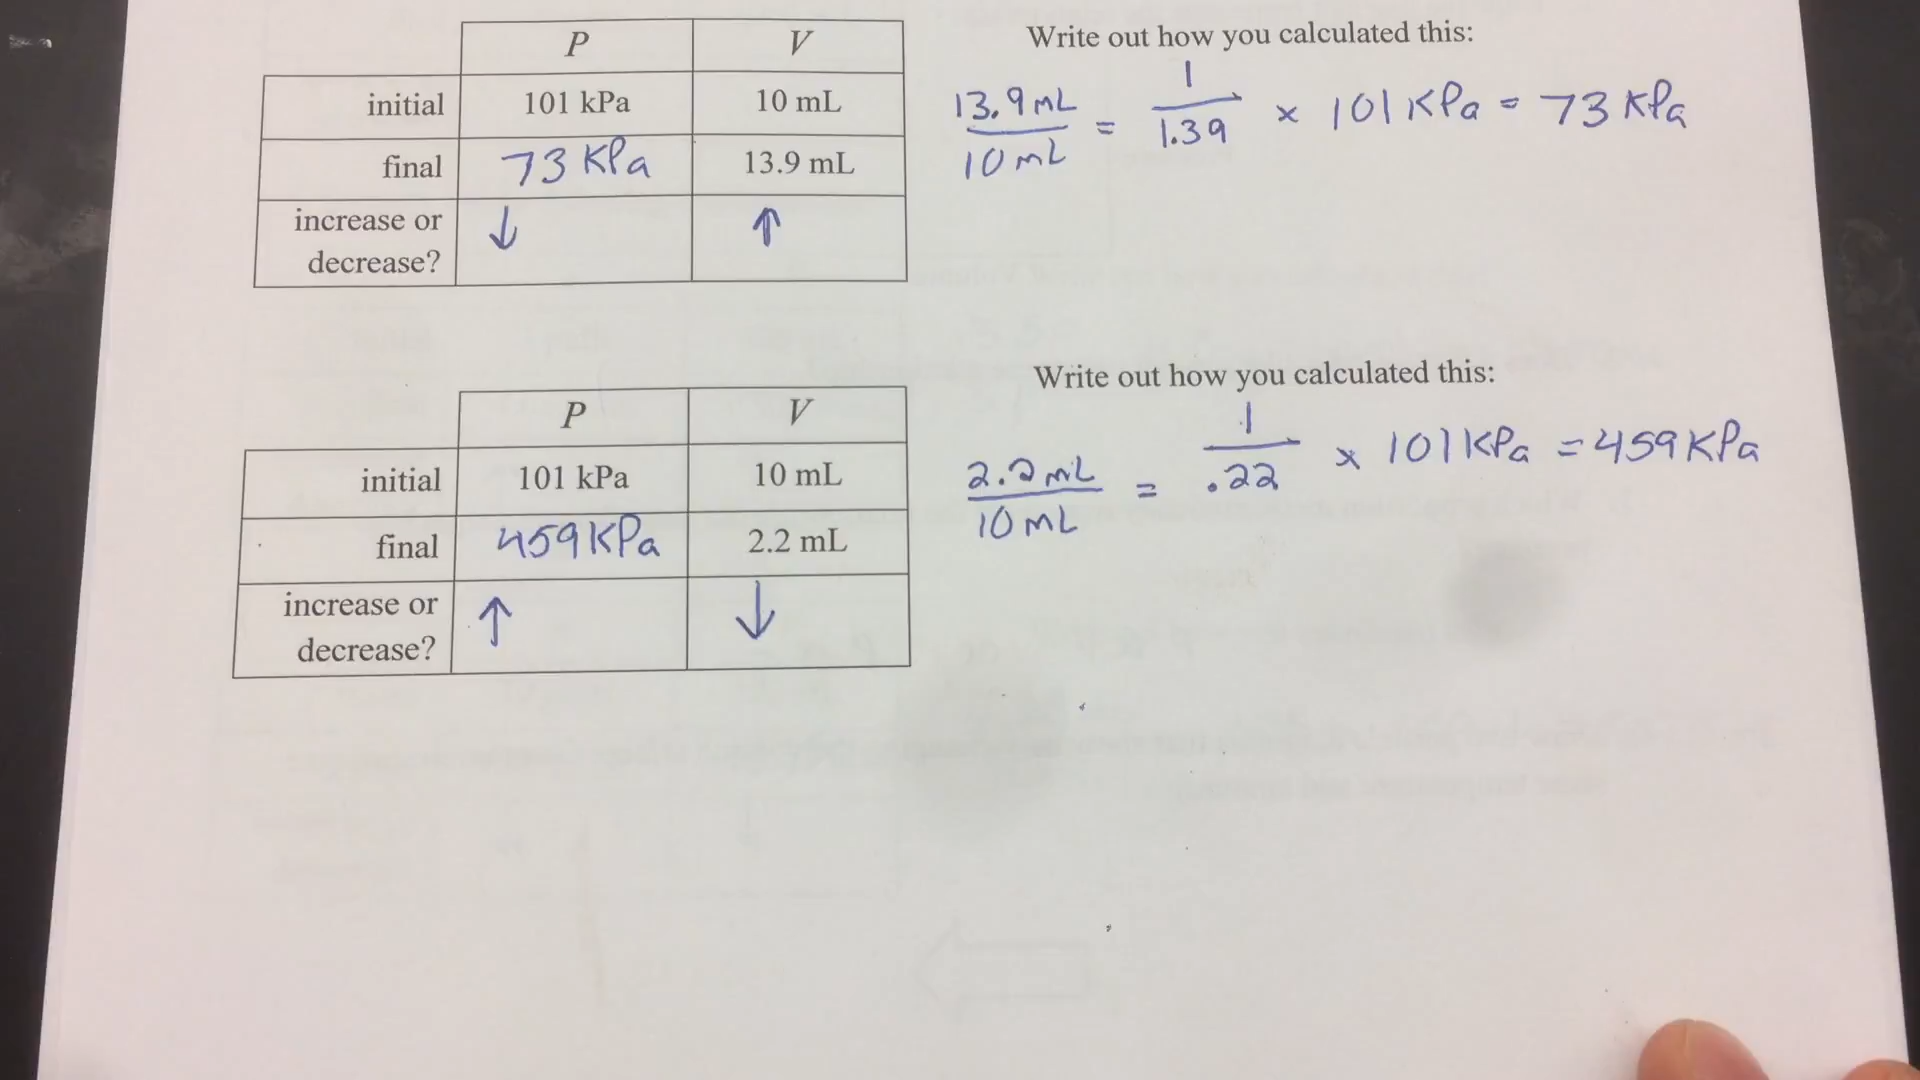 P V
initial 101 kPa 10 mL
final 73 KPa 13.9 mL
increase or decrease? ↓ ↑
Write out how you calculated this:
13.9 mL / 10 mL = 1 / 1.39 × 101 KPa = 73 KPa
P V
initial 101 kPa 10 mL
final 459 KPa 2.2 mL
increase or decrease? ↑ ↓
Write out how you calculated this:
2.2 mL / 10 mL = 1 / .22 × 101 KPa = 459 KPa